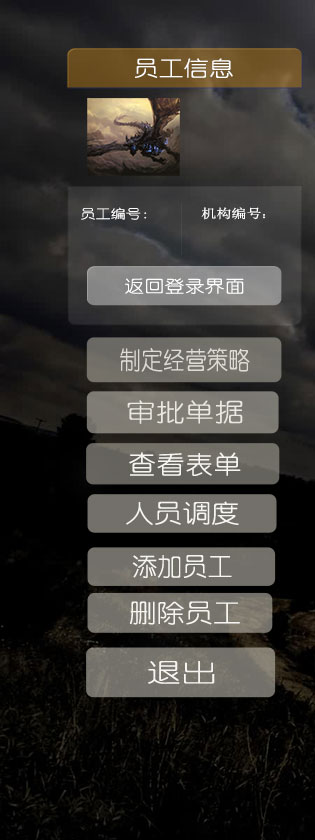 员工信息
员工编号：
机构编号：
返回登录界面
制定经营策略
审批单据
查看表单
人员调度
添加员工
删除员工
退出